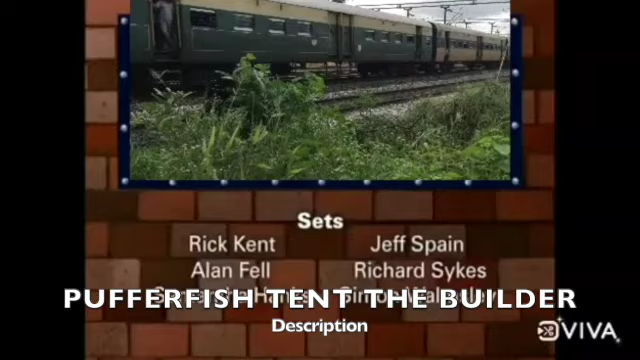 Sets
Rick Kent Jeff Spain
Alan Fell Richard Sykes
PUFFERFISH TENT THE BUILDER
Description
VIVA